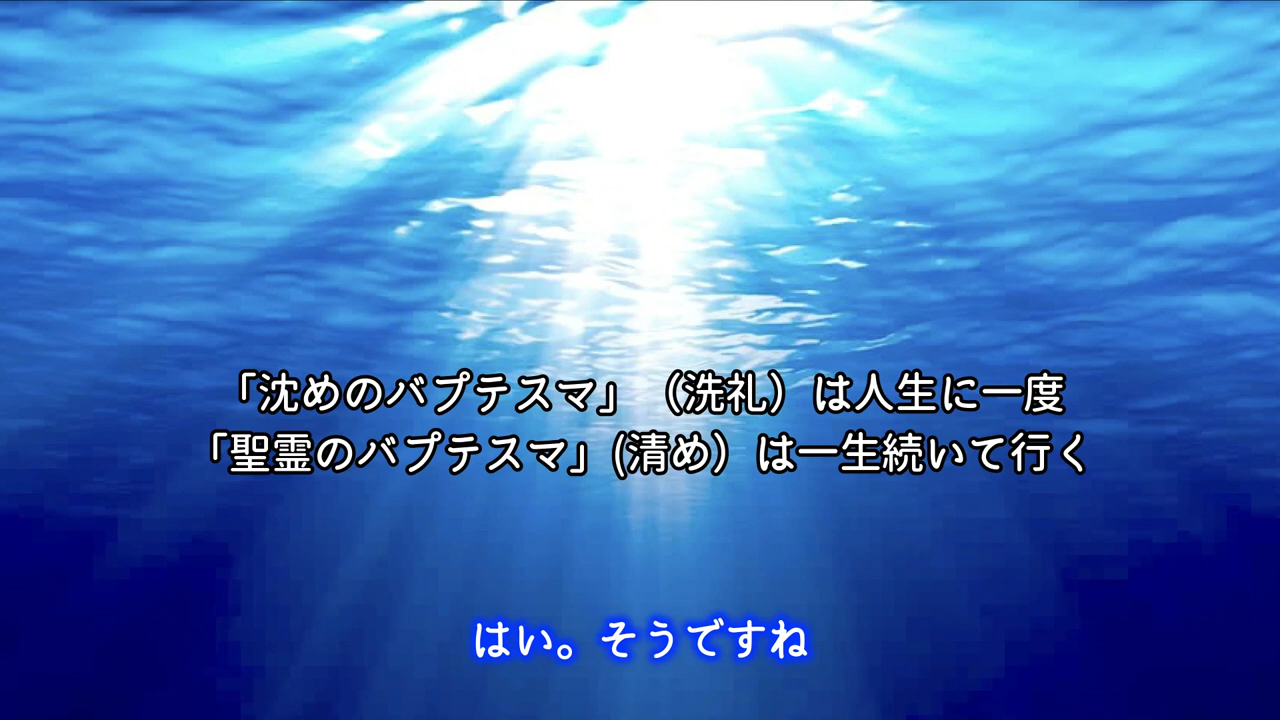 「沈めのバプテスマ」（洗礼）は人生に一度
「聖霊のバプテスマ」(清め）は一生続いて行く
はい。そうですね